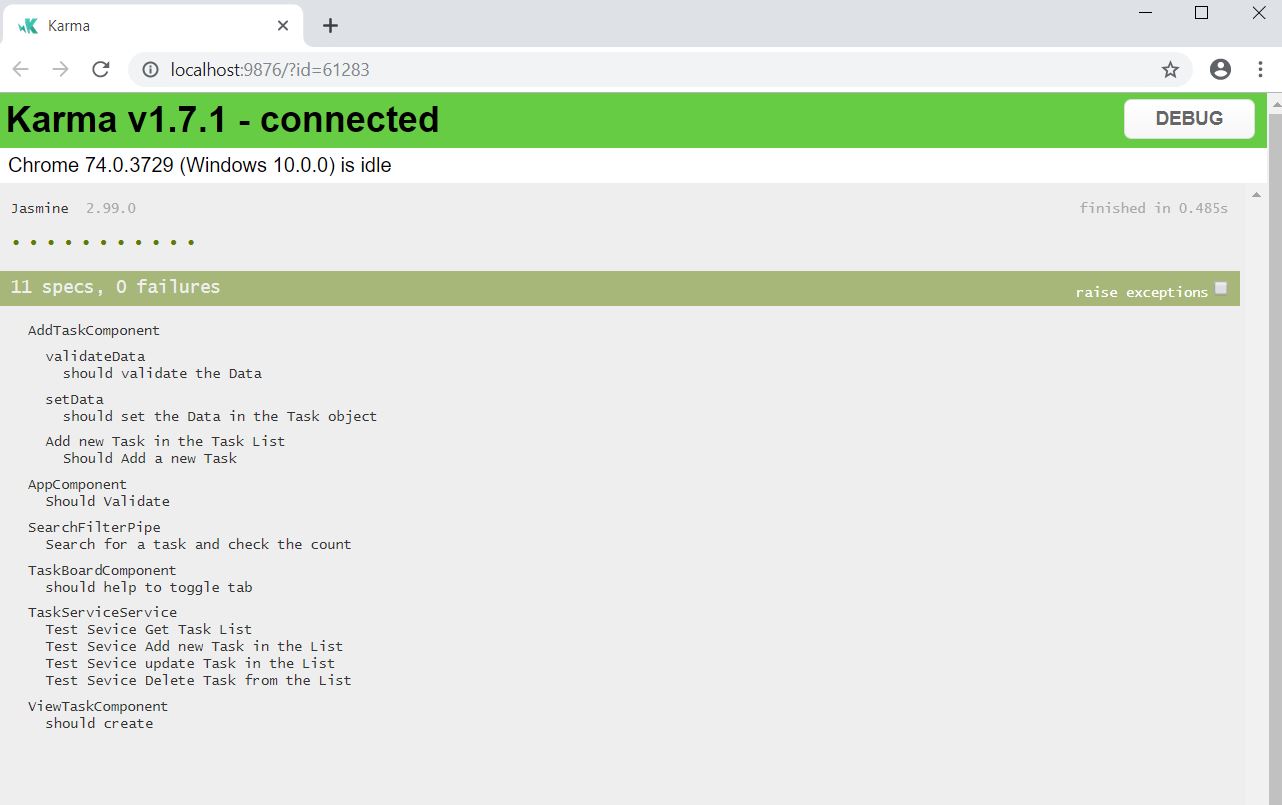 Karma
localhost:9876/?id=61283
Karma v1.7.1 - connected
DEBUG
Chrome 74.0.3729 (Windows 10.0.0) is idle
Jasmine 2.99.0
finished in 0.485s
11 specs, 0 failures
raise exceptions
AddTaskComponent
validateData
should validate the Data
setData
should set the Data in the Task object
Add new Task in the Task List
Should Add a new Task
AppComponent
Should Validate
SearchFilterPipe
Search for a task and check the count
TaskBoardComponent
should help to toggle tab
TaskServiceService
Test Sevice Get Task List
Test Sevice Add new Task in the List
Test Sevice update Task in the List
Test Sevice Delete Task from the List
ViewTaskComponent
should create